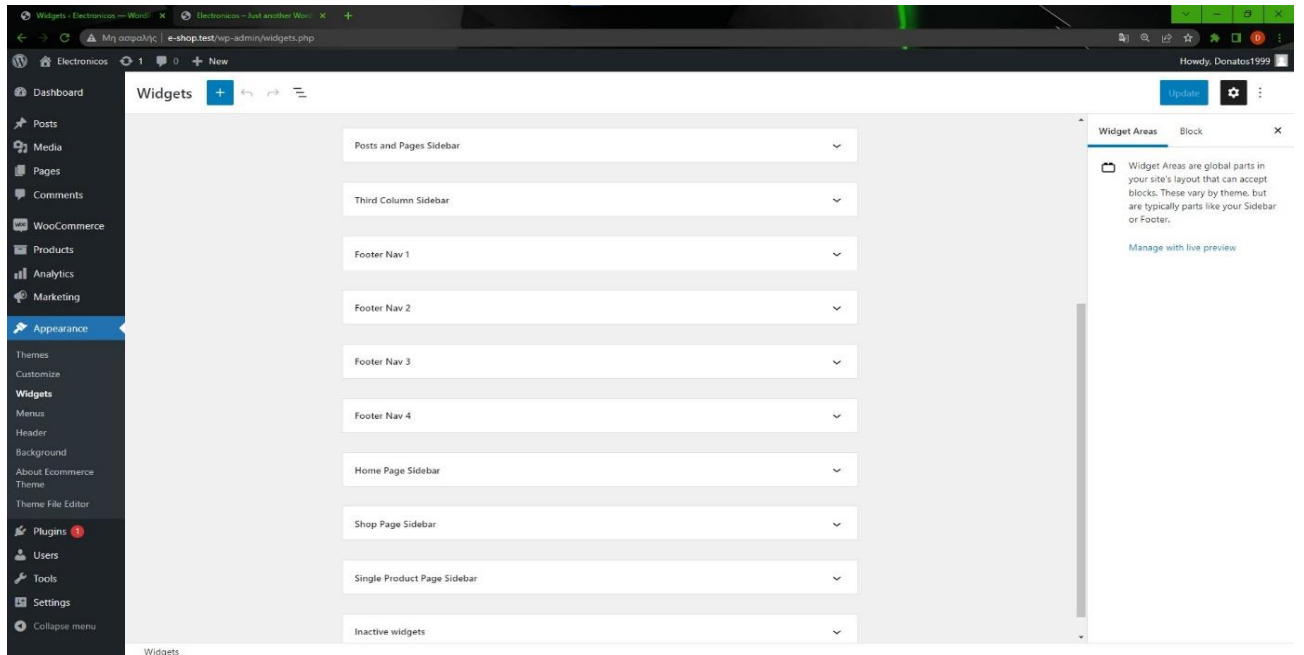 Widgets ‹ Electronicos — WordP
Electronicos – Just another Word
Μη ασφαλής | e-shop.test/wp-admin/widgets.php
D
Electronicos 1 0 + New
Howdy, Donatos1999
Dashboard
Posts
Media
Pages
Comments
WooCommerce
Products
Analytics
Marketing
Appearance
Themes
Customize
Widgets
Menus
Header
Background
About Ecommerce
Theme
Theme File Editor
Plugins 1
Users
Tools
Settings
Collapse menu
Widgets
Update
Posts and Pages Sidebar
Third Column Sidebar
Footer Nav 1
Footer Nav 2
Footer Nav 3
Footer Nav 4
Home Page Sidebar
Shop Page Sidebar
Single Product Page Sidebar
Inactive widgets
Widgets
Widget Areas Block
Widget Areas are global parts in
your site's layout that can accept
blocks. These vary by theme, but
are typically parts like your Sidebar
or Footer.
Manage with live preview